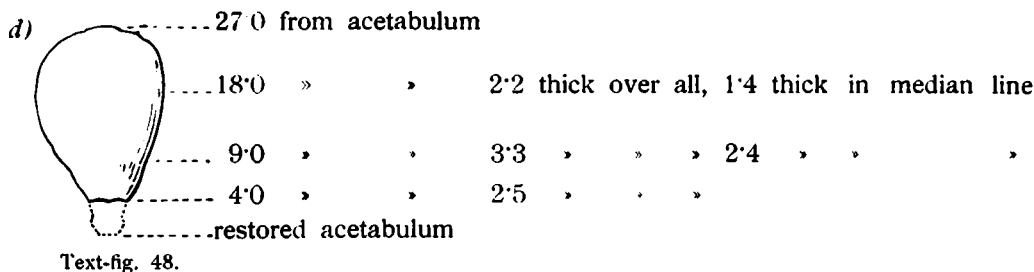 d)
27·0 from acetabulum
18·0 » » 2·2 thick over all, 1·4 thick in median line
9·0 » » 3·3 » » » 2·4 » » »
4·0 » » 2·5 » » »
restored acetabulum
Text-fig. 48.